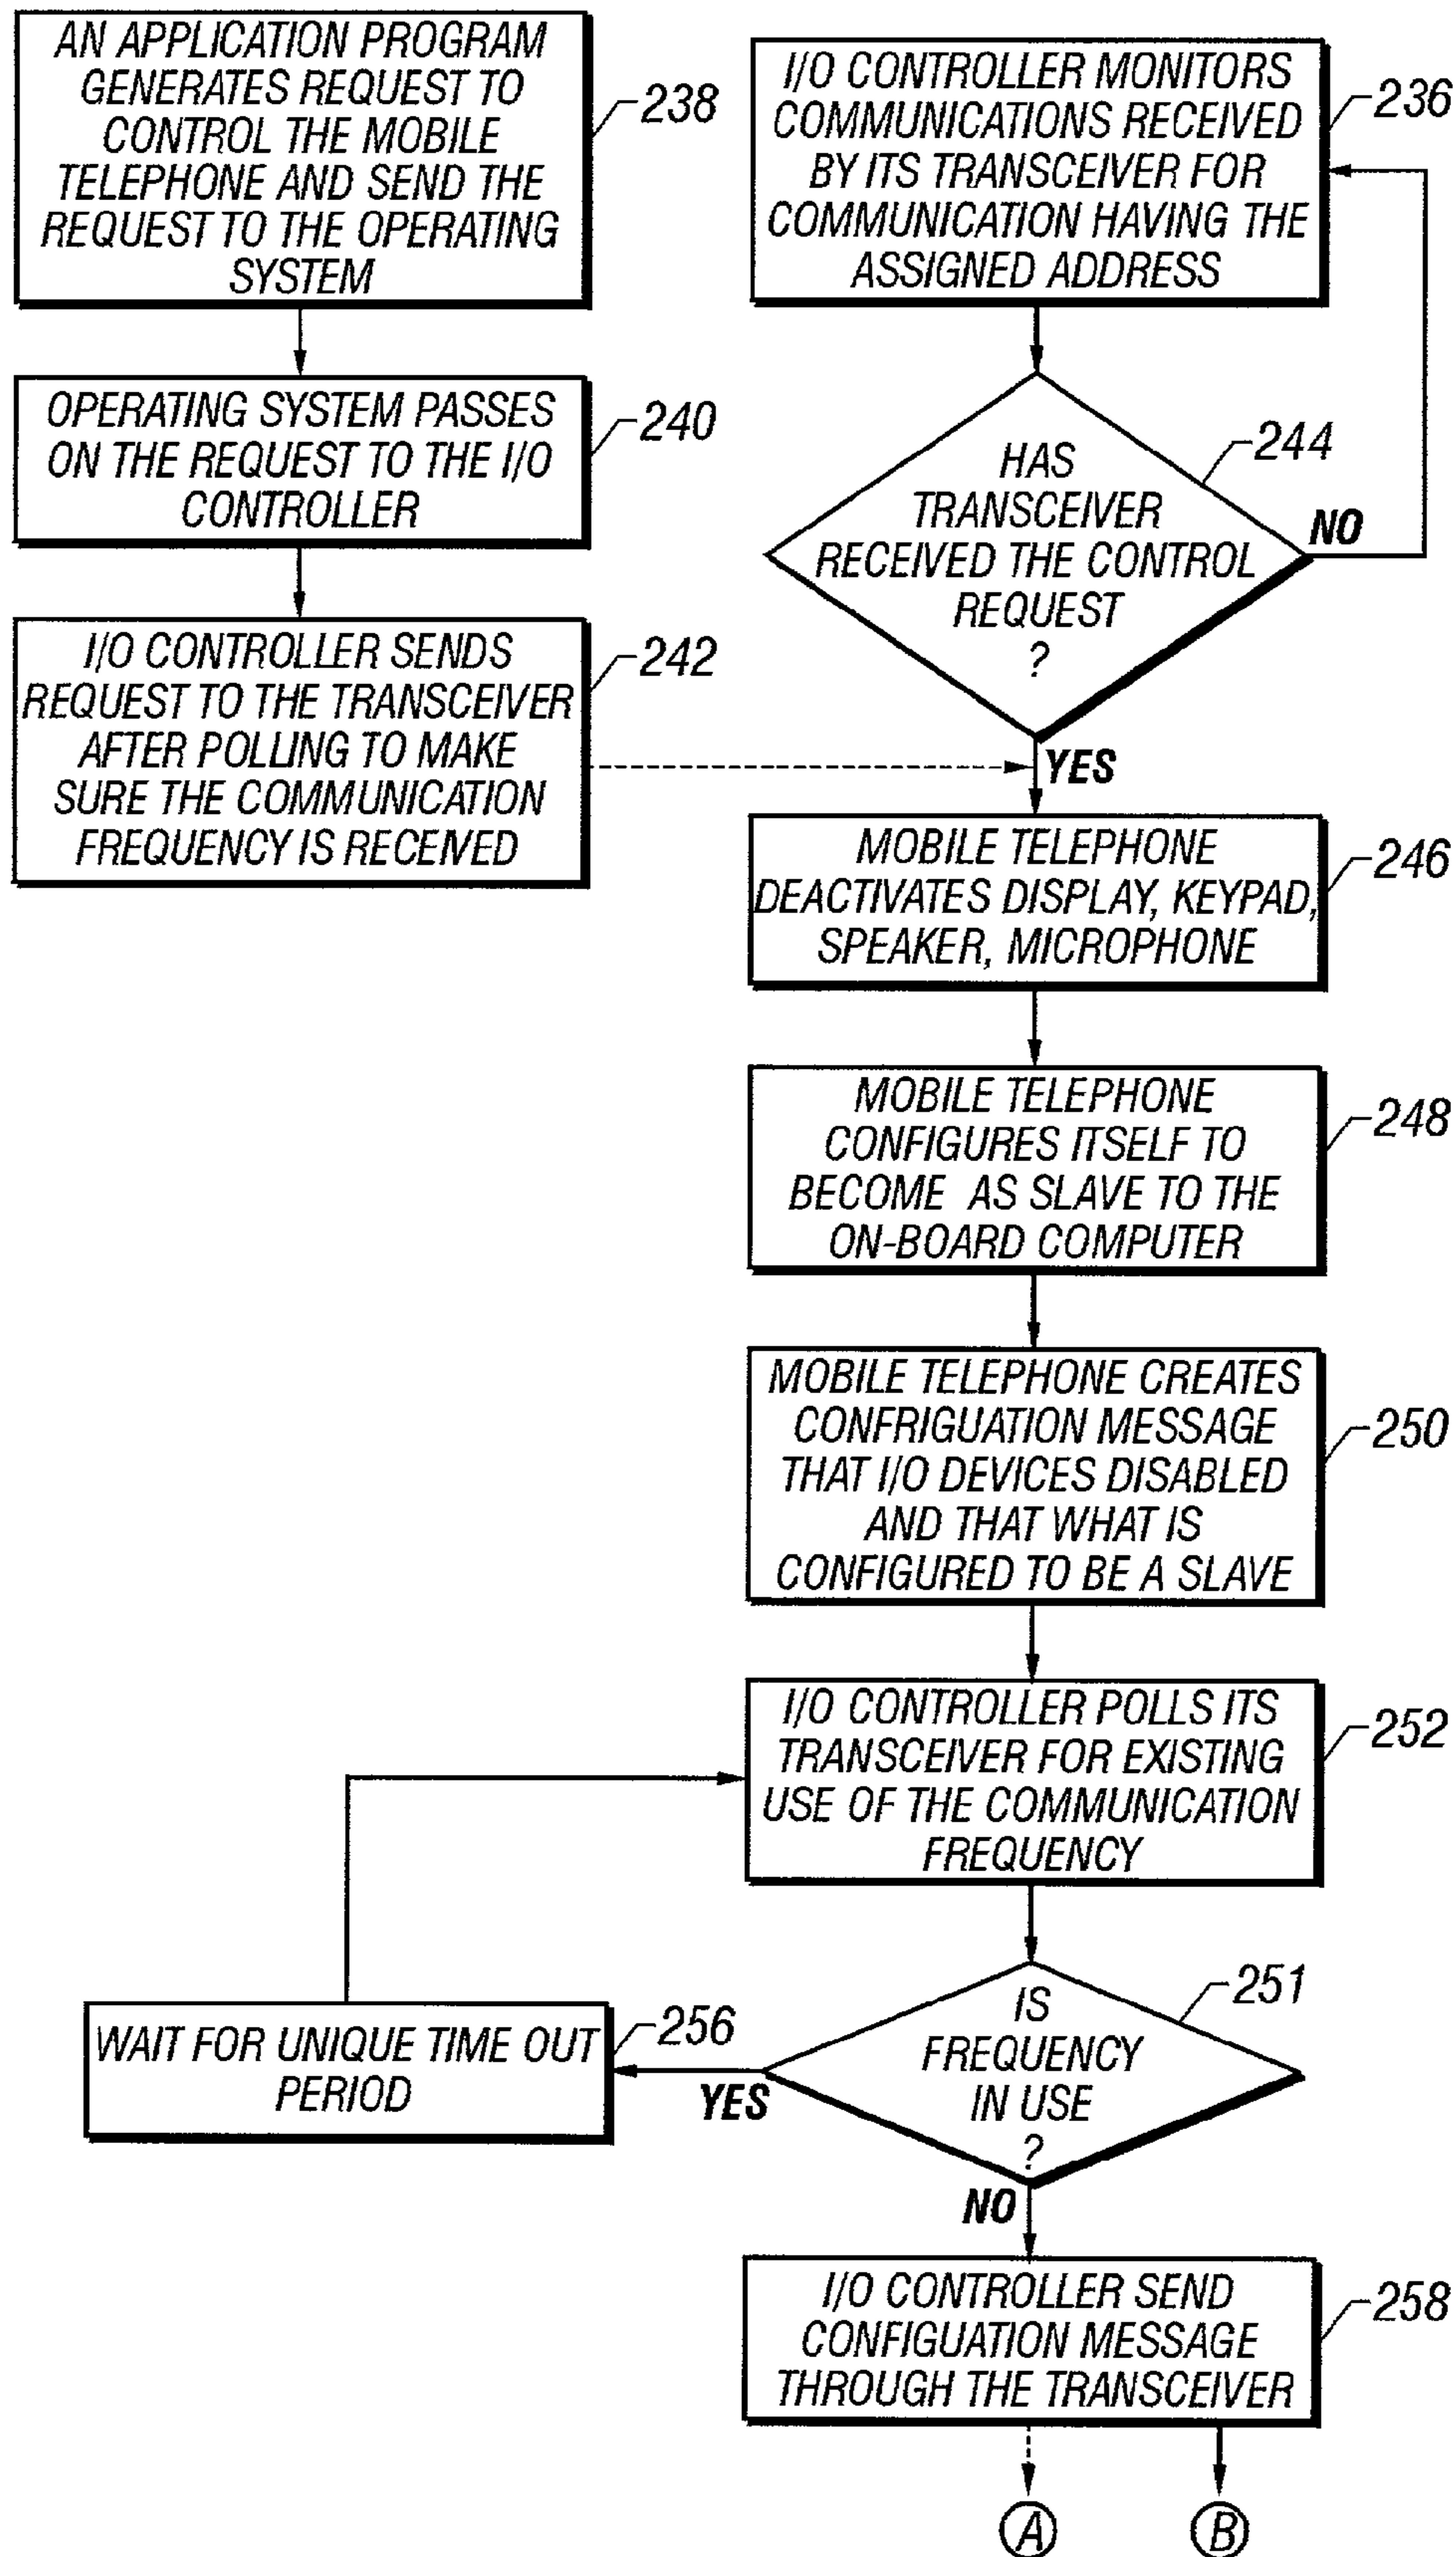 AN APPLICATION PROGRAM
GENERATES REQUEST TO
CONTROL THE MOBILE
TELEPHONE AND SEND THE
REQUEST TO THE OPERATING
SYSTEM
238
OPERATING SYSTEM PASSES
ON THE REQUEST TO THE I/O
CONTROLLER
240
I/O CONTROLLER SENDS
REQUEST TO THE TRANSCEIVER
AFTER POLLING TO MAKE
SURE THE COMMUNICATION
FREQUENCY IS RECEIVED
242
I/O CONTROLLER MONITORS
COMMUNICATIONS RECEIVED
BY ITS TRANSCEIVER FOR
COMMUNICATION HAVING THE
ASSIGNED ADDRESS
236
HAS
TRANSCEIVER
RECEIVED THE CONTROL
REQUEST
?
244
NO
YES
MOBILE TELEPHONE
DEACTIVATES DISPLAY, KEYPAD,
SPEAKER, MICROPHONE
246
MOBILE TELEPHONE
CONFIGURES ITSELF TO
BECOME AS SLAVE TO THE
ON-BOARD COMPUTER
248
MOBILE TELEPHONE CREATES
CONFRIGUATION MESSAGE
THAT I/O DEVICES DISABLED
AND THAT WHAT IS
CONFIGURED TO BE A SLAVE
250
I/O CONTROLLER POLLS ITS
TRANSCEIVER FOR EXISTING
USE OF THE COMMUNICATION
FREQUENCY
252
IS
FREQUENCY
IN USE
?
251
YES
WAIT FOR UNIQUE TIME OUT
PERIOD
256
NO
I/O CONTROLLER SEND
CONFIGUATION MESSAGE
THROUGH THE TRANSCEIVER
258
A
B